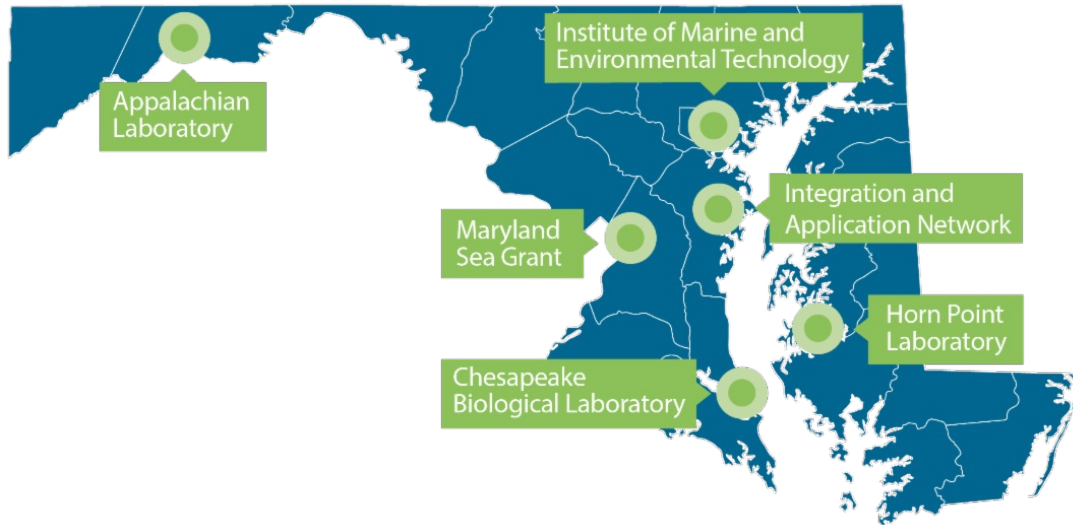 Institute of Marine and
Environmental Technology
Appalachian
Laboratory
Integration and
Application Network
Maryland
Sea Grant
Horn Point
Laboratory
Chesapeake
Biological Laboratory